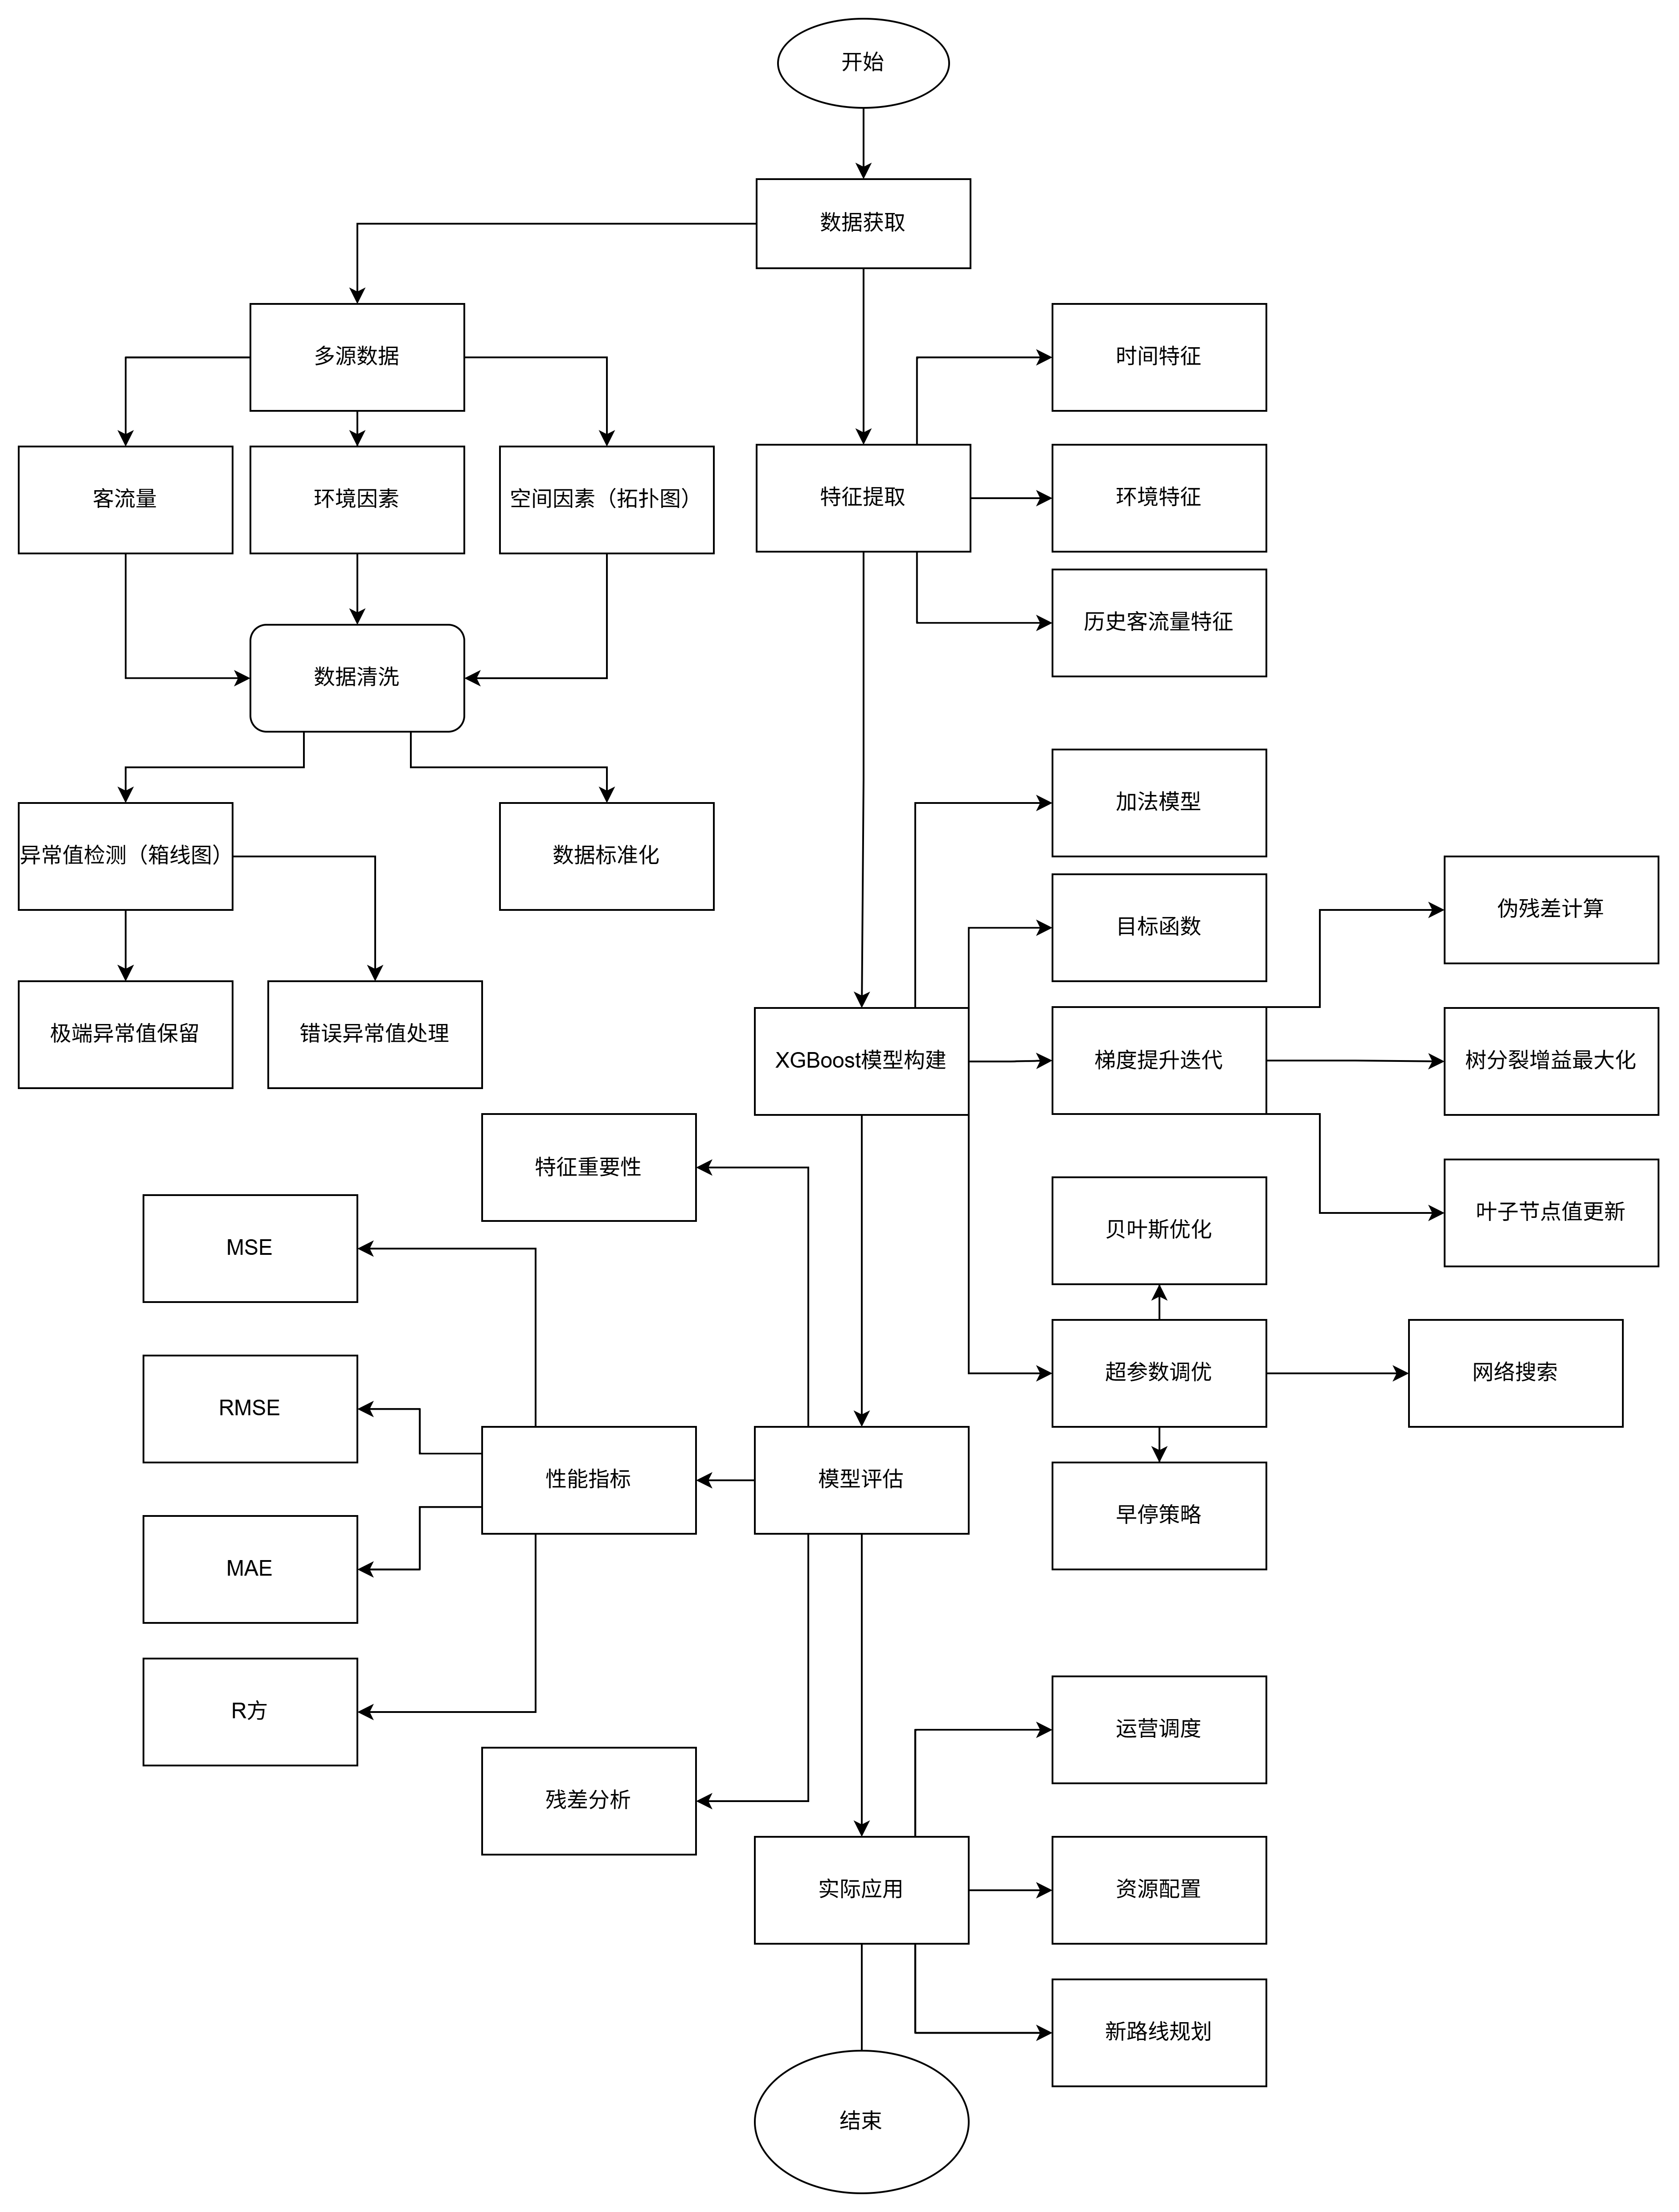 开始
数据获取
多源数据
时间特征
客流量
环境因素
空间因素（拓扑图）
特征提取
环境特征
历史客流量特征
数据清洗
加法模型
异常值检测（箱线图）
数据标准化
目标函数
伪残差计算
极端异常值保留
错误异常值处理
XGBoost模型构建
梯度提升迭代
树分裂增益最大化
特征重要性
叶子节点值更新
MSE
贝叶斯优化
RMSE
超参数调优
网络搜索
性能指标
模型评估
早停策略
MAE
R方
运营调度
残差分析
实际应用
资源配置
新路线规划
结束